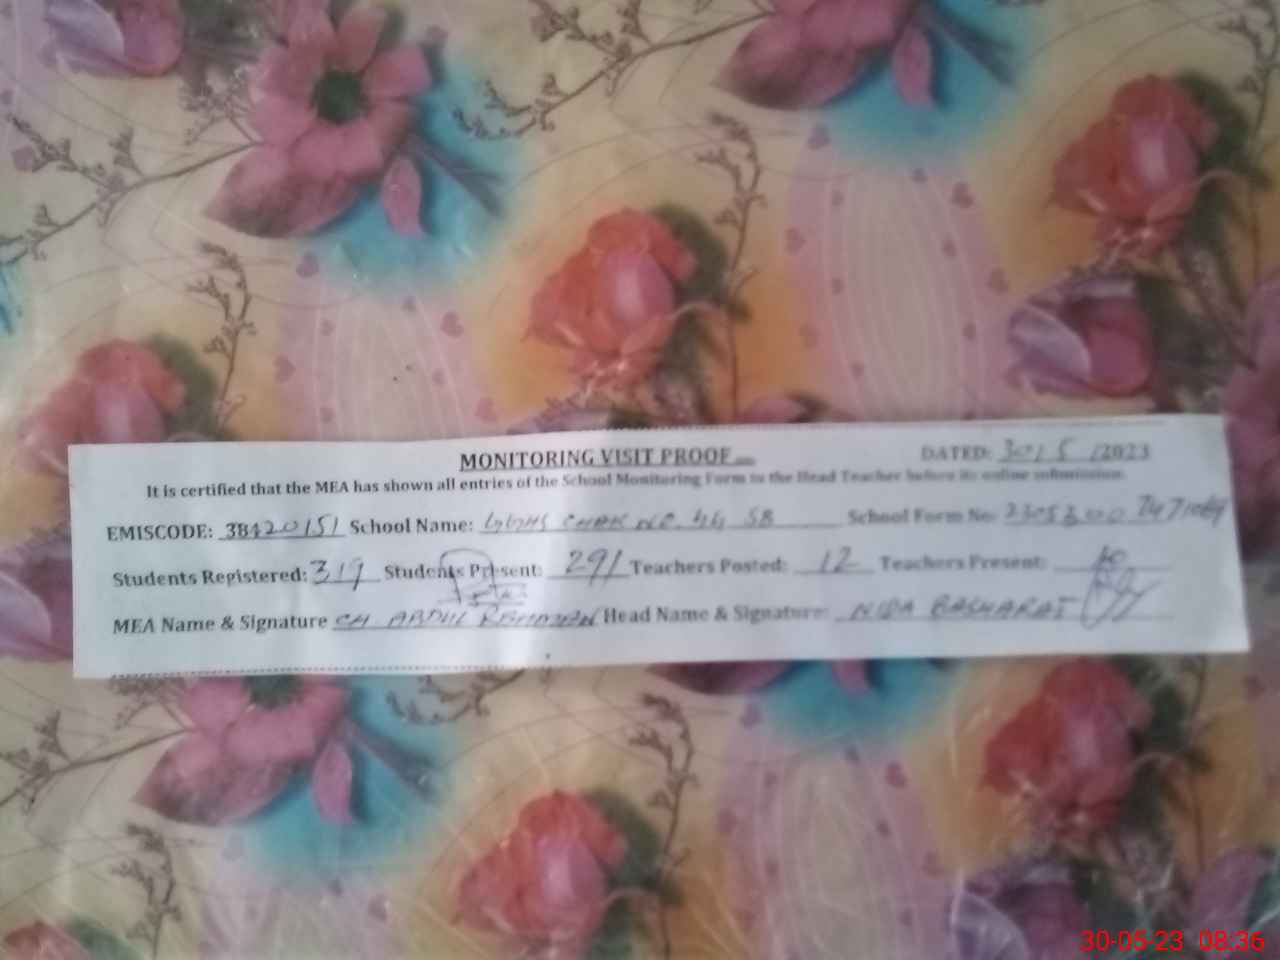 MONITORING VISIT PROOF
DATED: 30/5/2023
It is certified that the MEA has shown all entries of the School Monitoring Form to the Head Teacher before its online submission.
EMISCODE: 38420151 School Name: GGHS CHAK NO. 44 SB School Form No:
Students Registered: 319 Students Present: 291 Teachers Posted: 12 Teachers Present: 10
MEA Name & Signature CH ABDUL REHMAN Head Name & Signature: NIDA BASHARAT
30-05-23 08:36